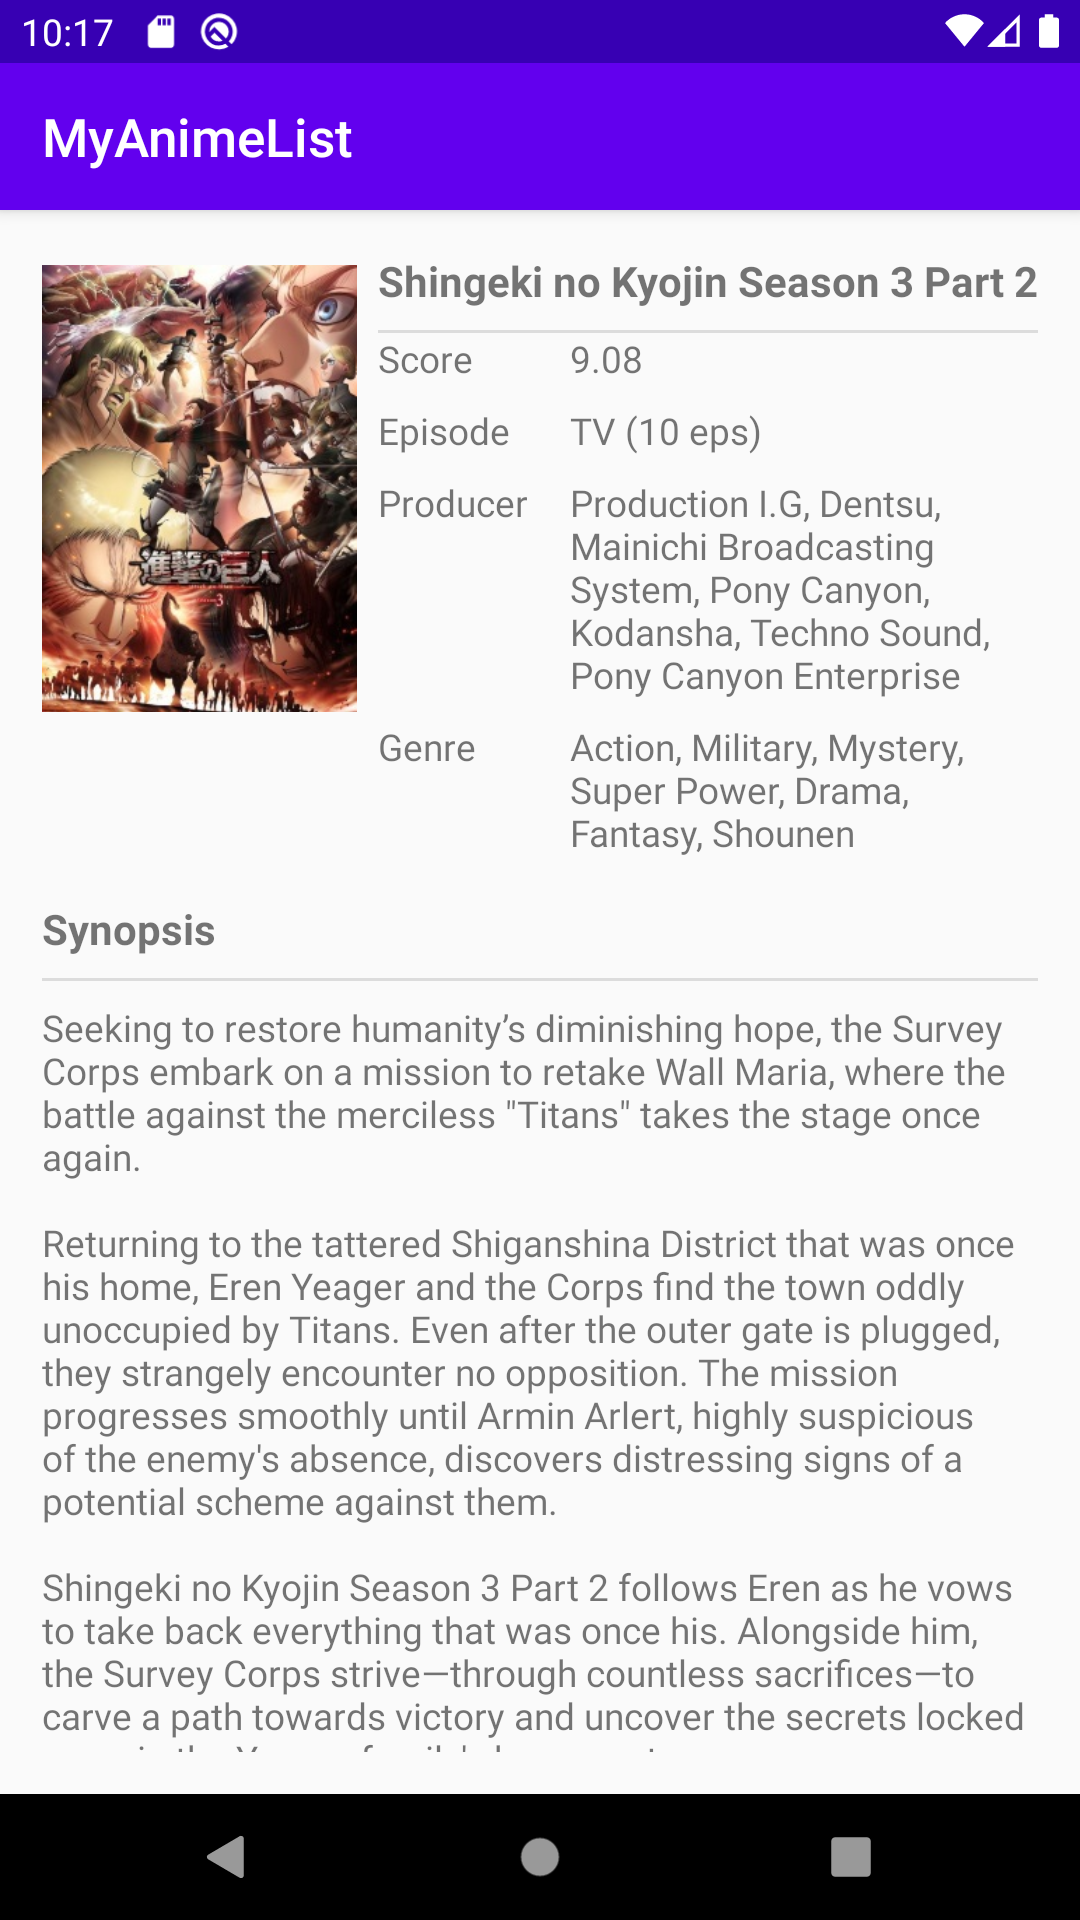 10:17
MyAnimeList
進撃の巨人
3
Shingeki no Kyojin Season 3 Part 2
Score 9.08
Episode TV (10 eps)
Producer Production I.G, Dentsu,
Mainichi Broadcasting
System, Pony Canyon,
Kodansha, Techno Sound,
Pony Canyon Enterprise
Genre Action, Military, Mystery,
Super Power, Drama,
Fantasy, Shounen
Synopsis
Seeking to restore humanity’s diminishing hope, the Survey
Corps embark on a mission to retake Wall Maria, where the
battle against the merciless "Titans" takes the stage once
again.
Returning to the tattered Shiganshina District that was once
his home, Eren Yeager and the Corps find the town oddly
unoccupied by Titans. Even after the outer gate is plugged,
they strangely encounter no opposition. The mission
progresses smoothly until Armin Arlert, highly suspicious
of the enemy's absence, discovers distressing signs of a
potential scheme against them.
Shingeki no Kyojin Season 3 Part 2 follows Eren as he vows
to take back everything that was once his. Alongside him,
the Survey Corps strive—through countless sacrifices—to
carve a path towards victory and uncover the secrets locked